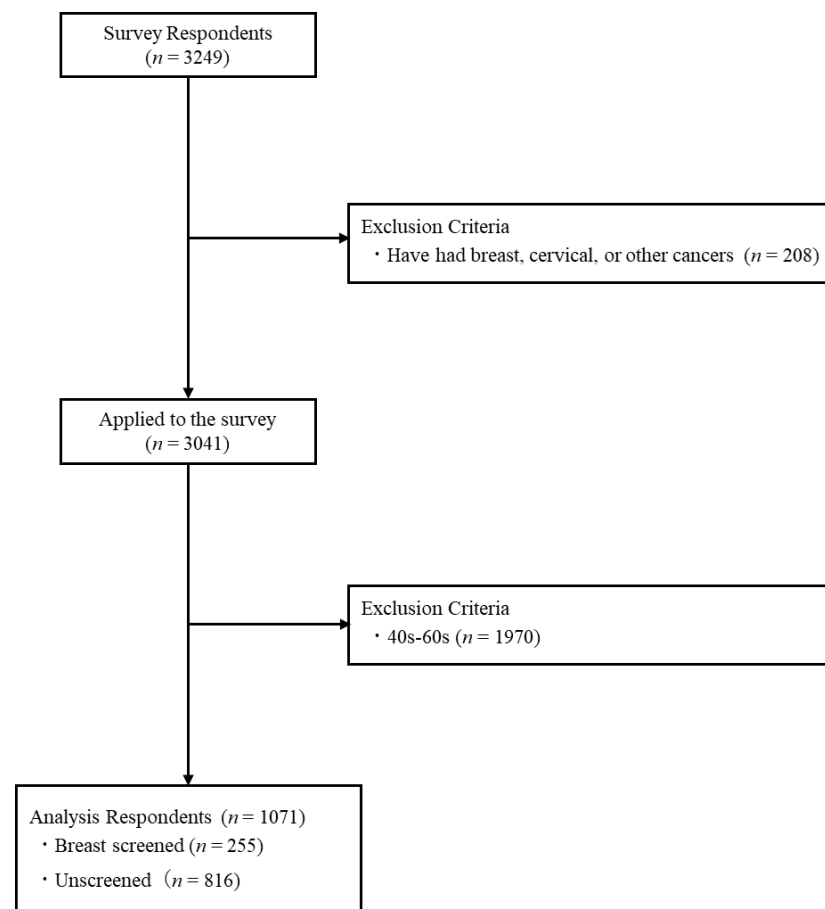 Survey Respondents
(n = 3249)
Exclusion Criteria
・Have had breast, cervical, or other cancers (n = 208)
Applied to the survey
(n = 3041)
Exclusion Criteria
・40s-60s (n = 1970)
Analysis Respondents (n = 1071)
・Breast screened (n = 255)
・Unscreened（n = 816)